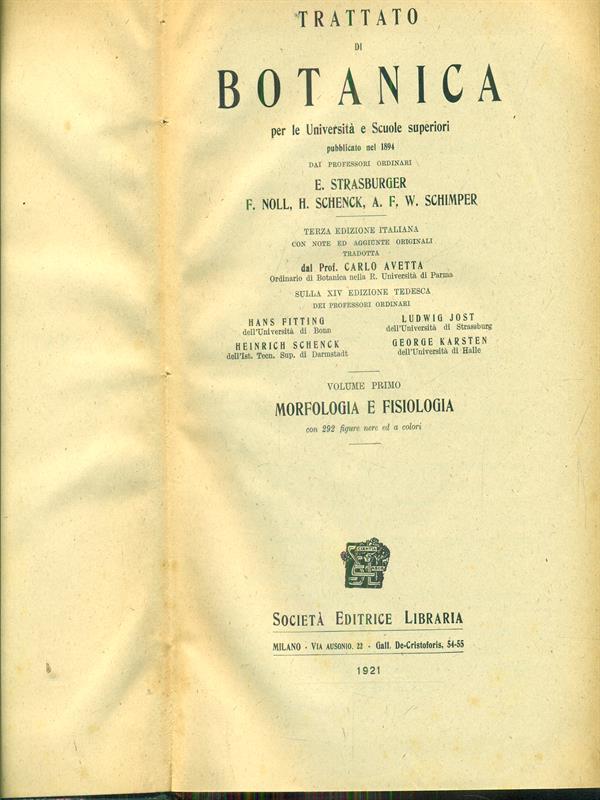 TRATTATO
DI
BOTANICA
per le Università e Scuole superiori
pubblicato nel 1894
DAI PROFESSORI ORDINARI
E. STRASBURGER
F. NOLL, H. SCHENCK, A. F. W. SCHIMPER
TERZA EDIZIONE ITALIANA
CON NOTE ED AGGIUNTE ORIGINALI
TRADOTTA
dal Prof. CARLO AVETTA
Ordinario di Botanica nella R. Università di Parma
SULLA XIV EDIZIONE TEDESCA
DEI PROFESSORI ORDINARI
HANS FITTING
dell'Università di Bonn
HEINRICH SCHENCK
dell'Ist. Tecn. Sup. di Darmstadt
LUDWIG JOST
dell'Università di Strassburg
GEORGE KARSTEN
dell'Università di Halle
VOLUME PRIMO
MORFOLOGIA E FISIOLOGIA
con 292 figure nere ed a colori
SOCIETÀ EDITRICE LIBRARIA
MILANO - VIA AUSONIO, 22 - Gall. De-Cristoforis, 54-55
1921